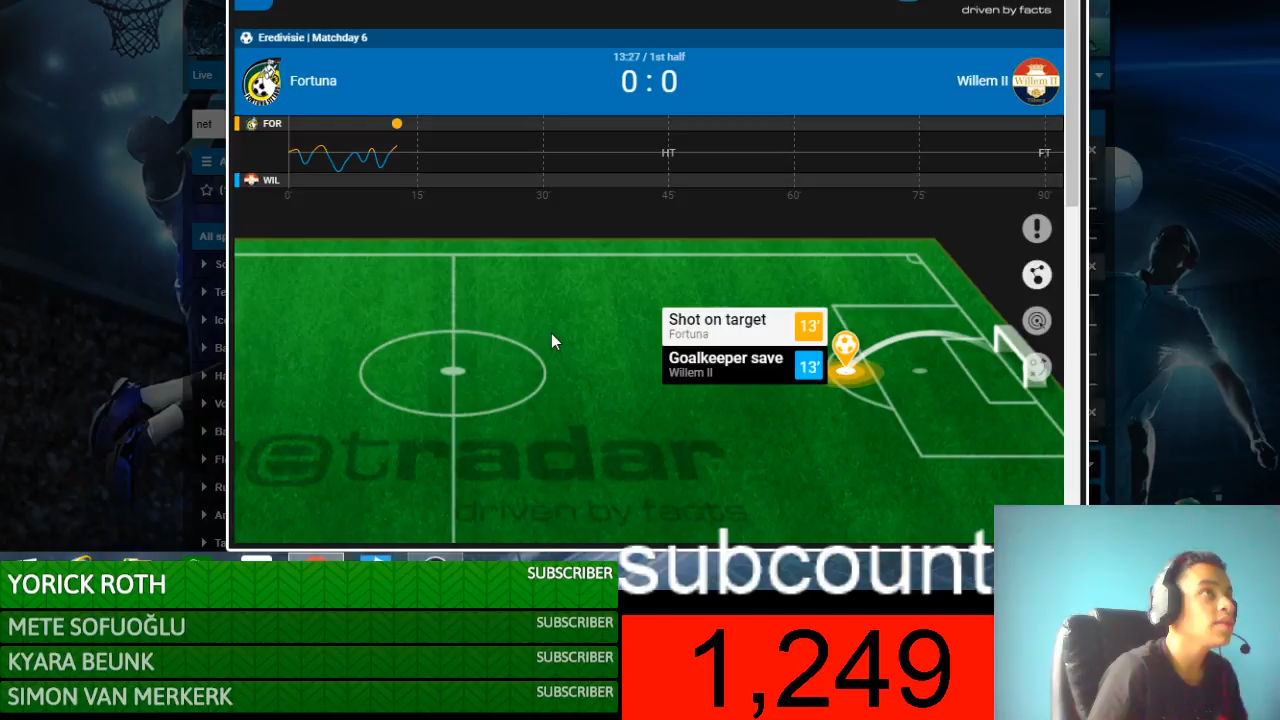 driven by facts
Eredivisie | Matchday 6
13:27 / 1st half
Fortuna
0 : 0
Willem II
Live
net
FOR
HT
FT
WIL
0'
15'
30'
45'
60'
75'
90'
All sp
Shot on target
Fortuna
13'
Goalkeeper save
Willem II
13'
etradar
driven by facts
subcount
1,249
YORICK ROTH
SUBSCRIBER
METE SOFUOĞLU
SUBSCRIBER
KYARA BEUNK
SUBSCRIBER
SIMON VAN MERKERK
SUBSCRIBER